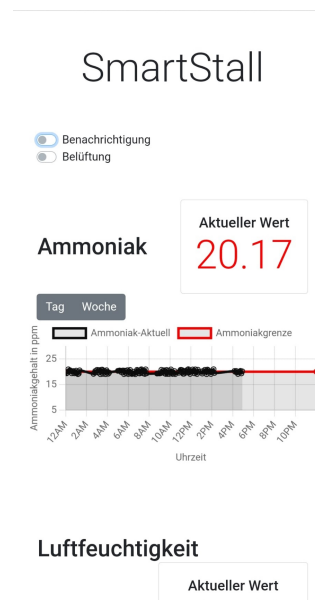 SmartStall
Benachrichtigung
Belüftung
Aktueller Wert
20.17
Ammoniak
Tag Woche
Ammoniak-Aktuell Ammoniakgrenze
Ammoniakgehalt in ppm
25
15
5
12AM 2AM 4AM 6AM 8AM 10AM 12PM 2PM 4PM 6PM 8PM 10PM
Uhrzeit
Luftfeuchtigkeit
Aktueller Wert